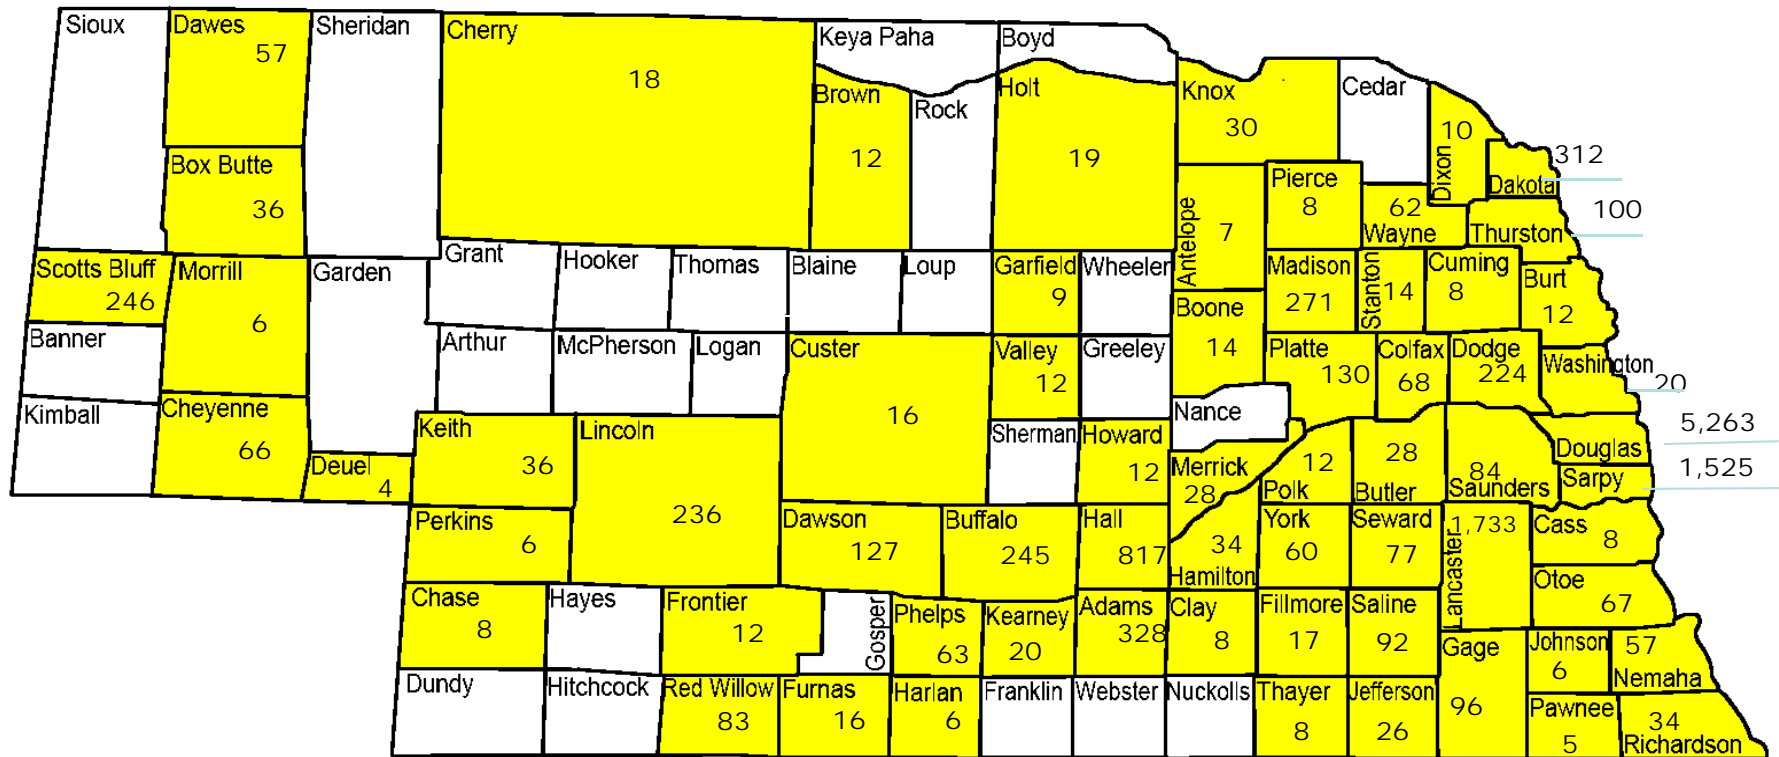 Sioux
Dawes
57
Sheridan
Cherry
18
Keya Paha
Boyd
Brown
12
Rock
Holt
19
Knox
30
Cedar
10
Dixon
Dakota
312
Box Butte
36
Antelope
7
Pierce
8
62
Wayne
Thurston
100
Scotts Bluff
246
Morrill
6
Garden
Grant
Hooker
Thomas
Blaine
Loup
Garfield
9
Wheeler
Boone
14
Madison
271
Stanton
14
Cuming
8
Burt
12
Banner
Arthur
McPherson
Logan
Custer
16
Valley
12
Greeley
Platte
130
Colfax
68
Dodge
224
Washington
20
Kimball
Cheyenne
66
Deuel
4
Keith
36
Lincoln
236
Sherman
Howard
12
Nance
Merrick
28
12
Polk
28
Butler
84
Saunders
Douglas
5,263
Sarpy
1,525
Perkins
6
Dawson
127
Buffalo
245
Hall
817
34
Hamilton
York
60
Seward
77
1,733
Lancaster
Cass
8
Otoe
67
Chase
8
Hayes
Frontier
12
Gosper
Phelps
63
Kearney
20
Adams
328
Clay
8
Fillmore
17
Saline
92
Gage
96
Johnson
6
57
Nemaha
Dundy
Hitchcock
Red Willow
83
Furnas
16
Harlan
6
Franklin
Webster
Nuckolls
Thayer
8
Jefferson
26
Pawnee
5
34
Richardson